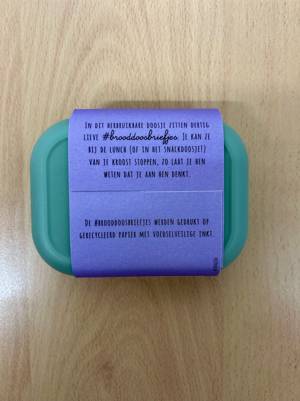 In dit herbruikbare doosje zitten dertig
lieve #brooddoosbriefjes. Je kan ze
bij de lunch (of in het snackdoosje!)
van je kroost stoppen, zo laat je hen
weten dat je aan hen denkt.
De #brooddoosbriefjes werden gedrukt op
gerecycleerd papier met voedselveilige inkt.